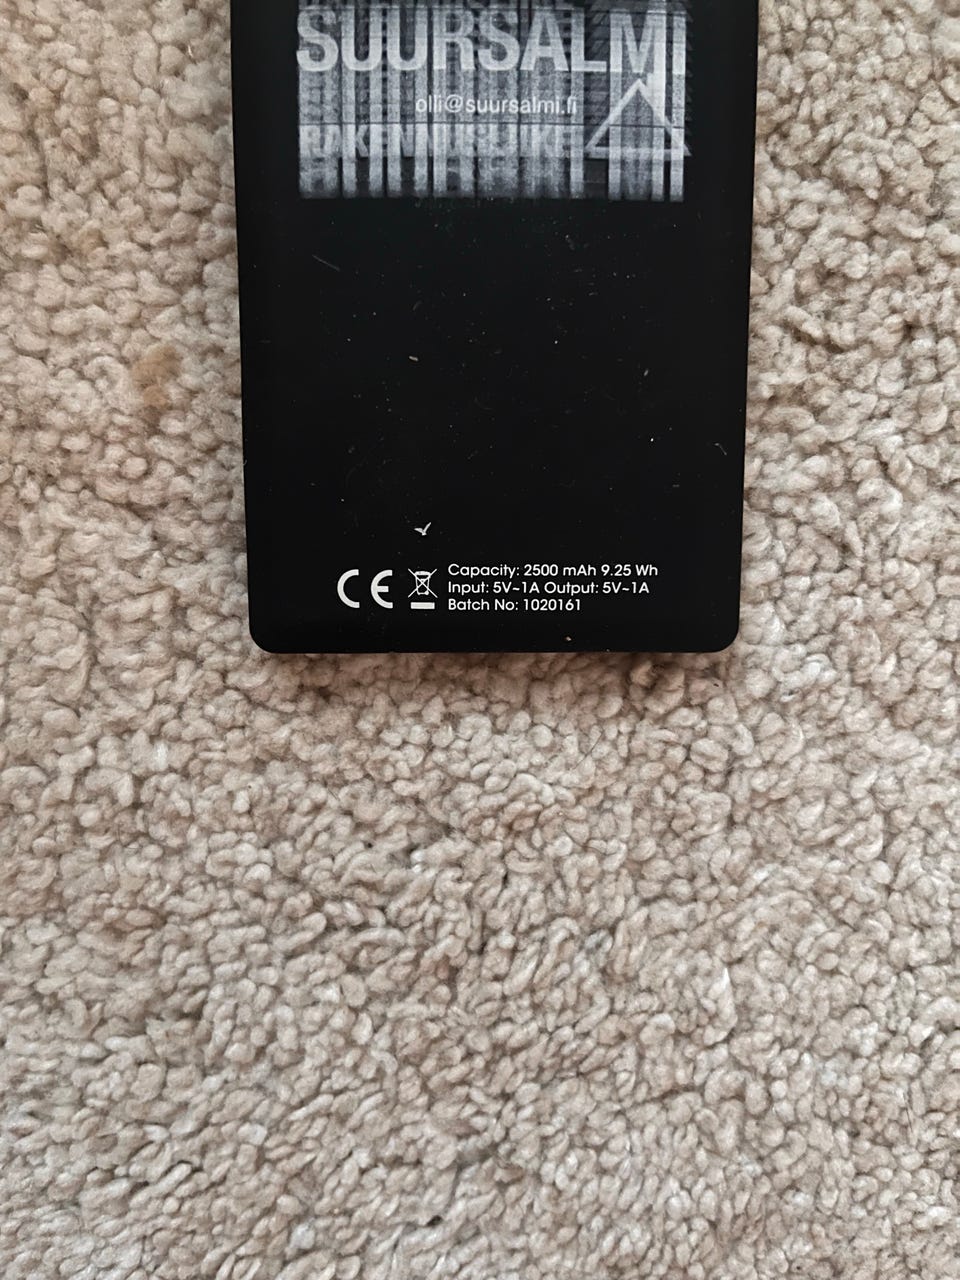 SUURSALMI
olli@suursalmi.fi
RAKENNUSLIIKE
CE
Capacity: 2500 mAh 9.25 Wh
Input: 5V~1A Output: 5V~1A
Batch No: 1020161